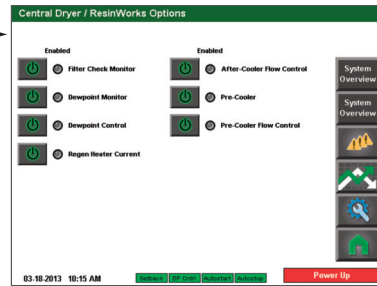 Central Dryer / ResinWorks Options
Enabled
Enabled
Filter Check Monitor
After-Cooler Flow Control
Dewpoint Monitor
Pre-Cooler
Dewpoint Control
Pre-Cooler Flow Control
Regen Heater Current
System
Overview
System
Overview
03-18-2013 10:15 AM
Setback
DP Cntrl
Autostart
Autostop
Power Up